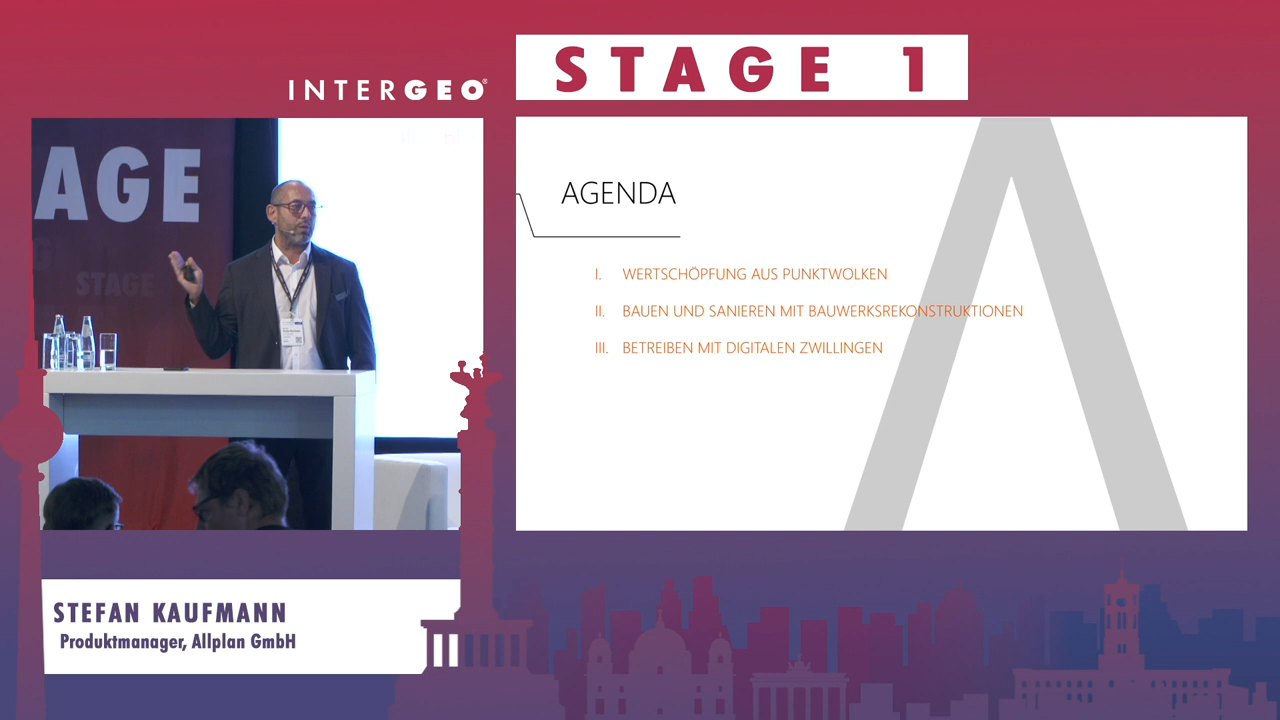 INTERGEO®
STAGE 1
AGE
STAGE
AGENDA
I. WERTSCHÖPFUNG AUS PUNKTWOLKEN
II. BAUEN UND SANIEREN MIT BAUWERKSREKONSTRUKTIONEN
III. BETREIBEN MIT DIGITALEN ZWILLINGEN
STEFAN KAUFMANN
Produktmanager, Allplan GmbH